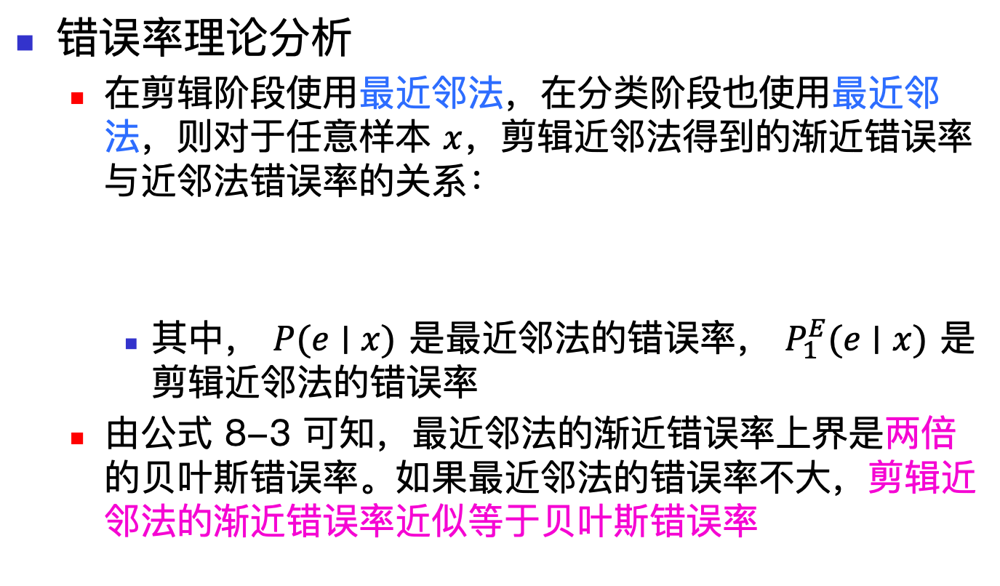 错误率理论分析
在剪辑阶段使用最近邻法，在分类阶段也使用最近邻
法，则对于任意样本 x，剪辑近邻法得到的渐近错误率
与近邻法错误率的关系：
其中， P(e | x) 是最近邻法的错误率， P₁ᴱ(e | x) 是
剪辑近邻法的错误率
由公式 8–3 可知，最近邻法的渐近错误率上界是两倍
的贝叶斯错误率。如果最近邻法的错误率不大，剪辑近
邻法的渐近错误率近似等于贝叶斯错误率